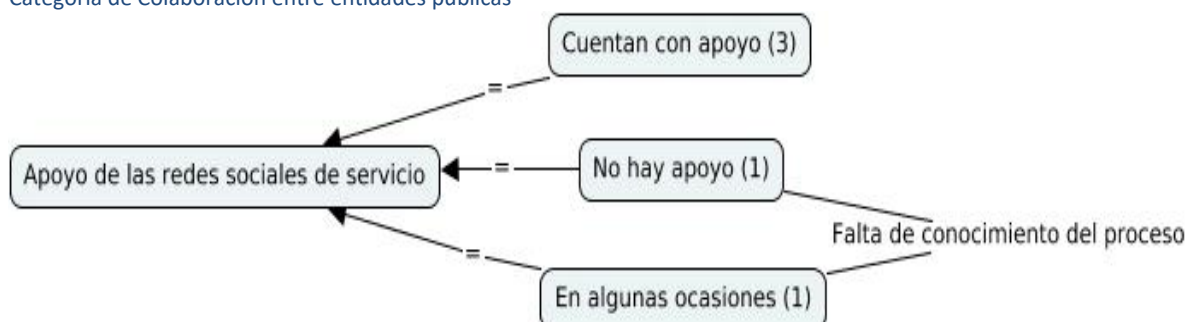 Categoría de Colaboración entre entidades públicas
Cuentan con apoyo (3)
=
Apoyo de las redes sociales de servicio
=
No hay apoyo (1)
Falta de conocimiento del proceso
=
En algunas ocasiones (1)